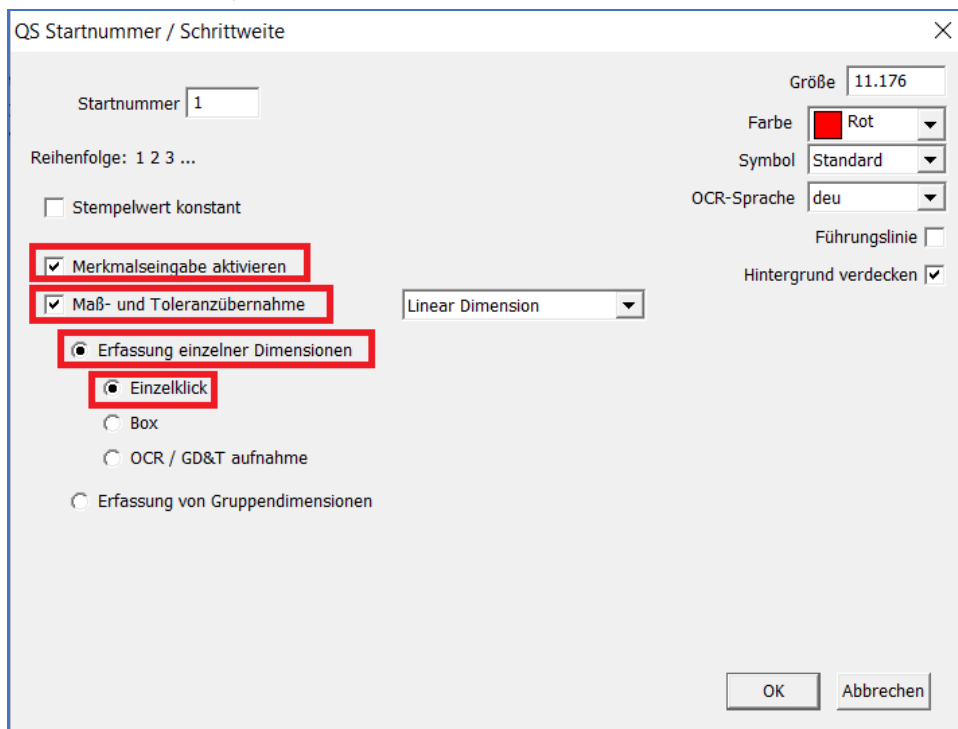 QS Startnummer / Schrittweite
Größe 11.176
Startnummer 1
Farbe Rot
Reihenfolge: 1 2 3 ...
Symbol Standard
OCR-Sprache deu
Stempelwert konstant
Führungslinie
Merkmalseingabe aktivieren
Hintergrund verdecken
Maß- und Toleranzübernahme Linear Dimension
Erfassung einzelner Dimensionen
Einzelklick
Box
OCR / GD&T aufnahme
Erfassung von Gruppendimensionen
OK Abbrechen